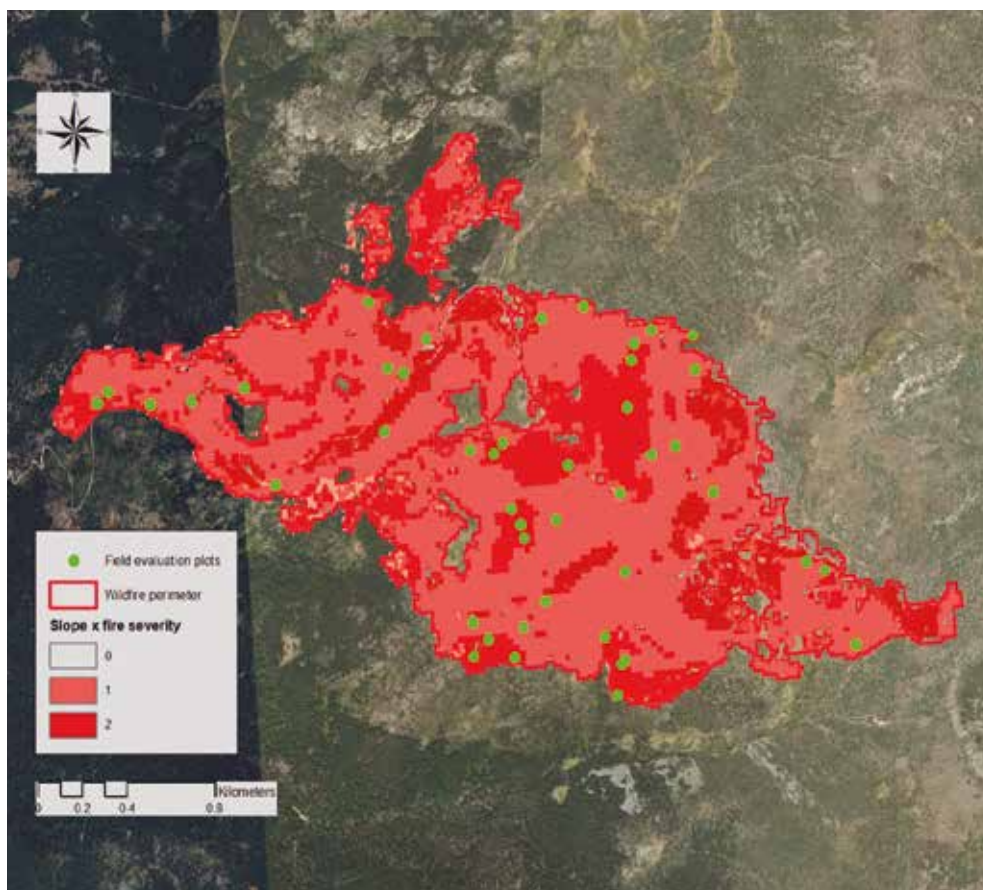 Field evaluation plots
Wildfire perimeter
Slope x fire severity
0
1
2
Kilometers
0 0.2 0.4 0.8